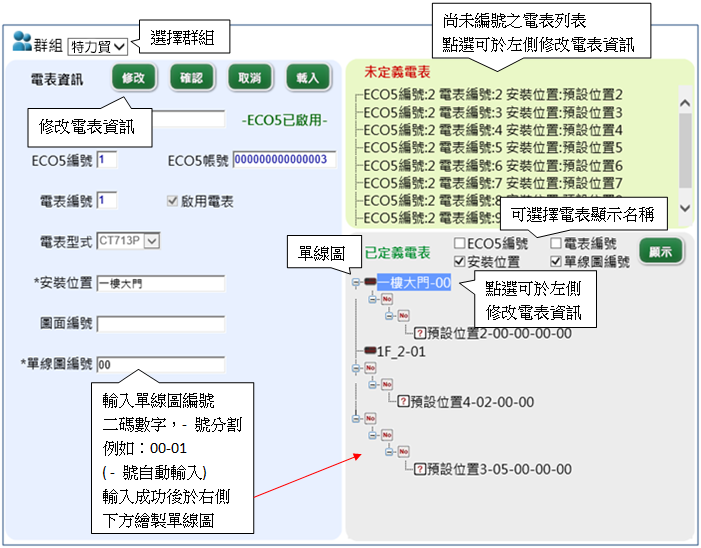 群組 特力貿
選擇群組
尚未編號之電表列表
點選可於左側修改電表資訊
電表資訊 修改 確認 取消 載入
修改電表資訊
-ECO5已啟用-
ECO5編號 1 ECO5帳號 000000000000003
電表編號 1 啟用電表
電表型式 CT713P
*安裝位置 一樓大門
圖面編號
*單線圖編號 00
輸入單線圖編號
二碼數字，- 號分割
例如：00-01
(- 號自動輸入)
輸入成功後於右側
下方繪製單線圖
未定義電表
ECO5編號:2 電表編號:2 安裝位置:預設位置2
ECO5編號:2 電表編號:3 安裝位置:預設位置3
ECO5編號:2 電表編號:4 安裝位置:預設位置4
ECO5編號:2 電表編號:5 安裝位置:預設位置5
ECO5編號:2 電表編號:6 安裝位置:預設位置6
ECO5編號:2 電表編號:7 安裝位置:預設位置7
ECO5編號:2 電表編號:8
ECO5編號:2 電表編號:9
可選擇電表顯示名稱
單線圖
已定義電表 ECO5編號 電表編號
安裝位置 單線圖編號 顯示
一樓大門-00
No
No
預設位置2-00-00-00-00
點選可於左側
修改電表資訊
1F_2-01
No
No
預設位置4-02-00-00
No
No
No
預設位置3-05-00-00-00